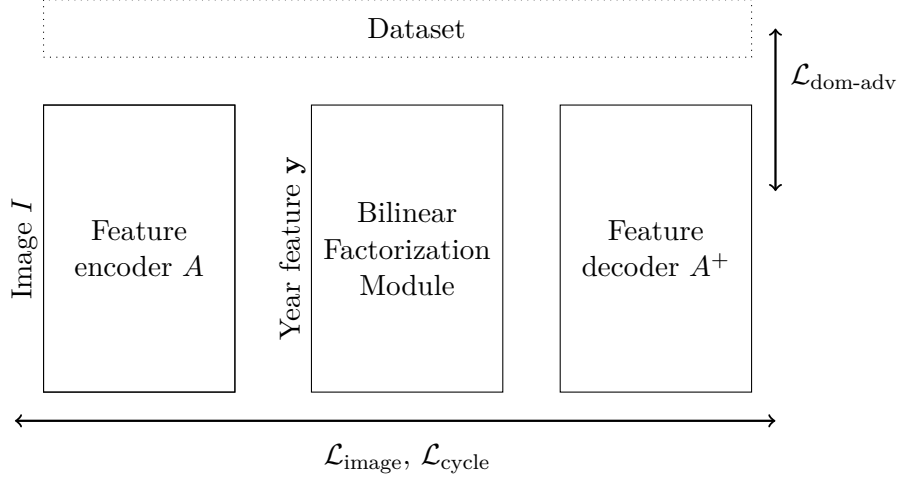 Dataset
ℒdom-adv
Image I
Feature
encoder A
Year feature y
Bilinear
Factorization
Module
Feature
decoder A⁺
ℒimage, ℒcycle